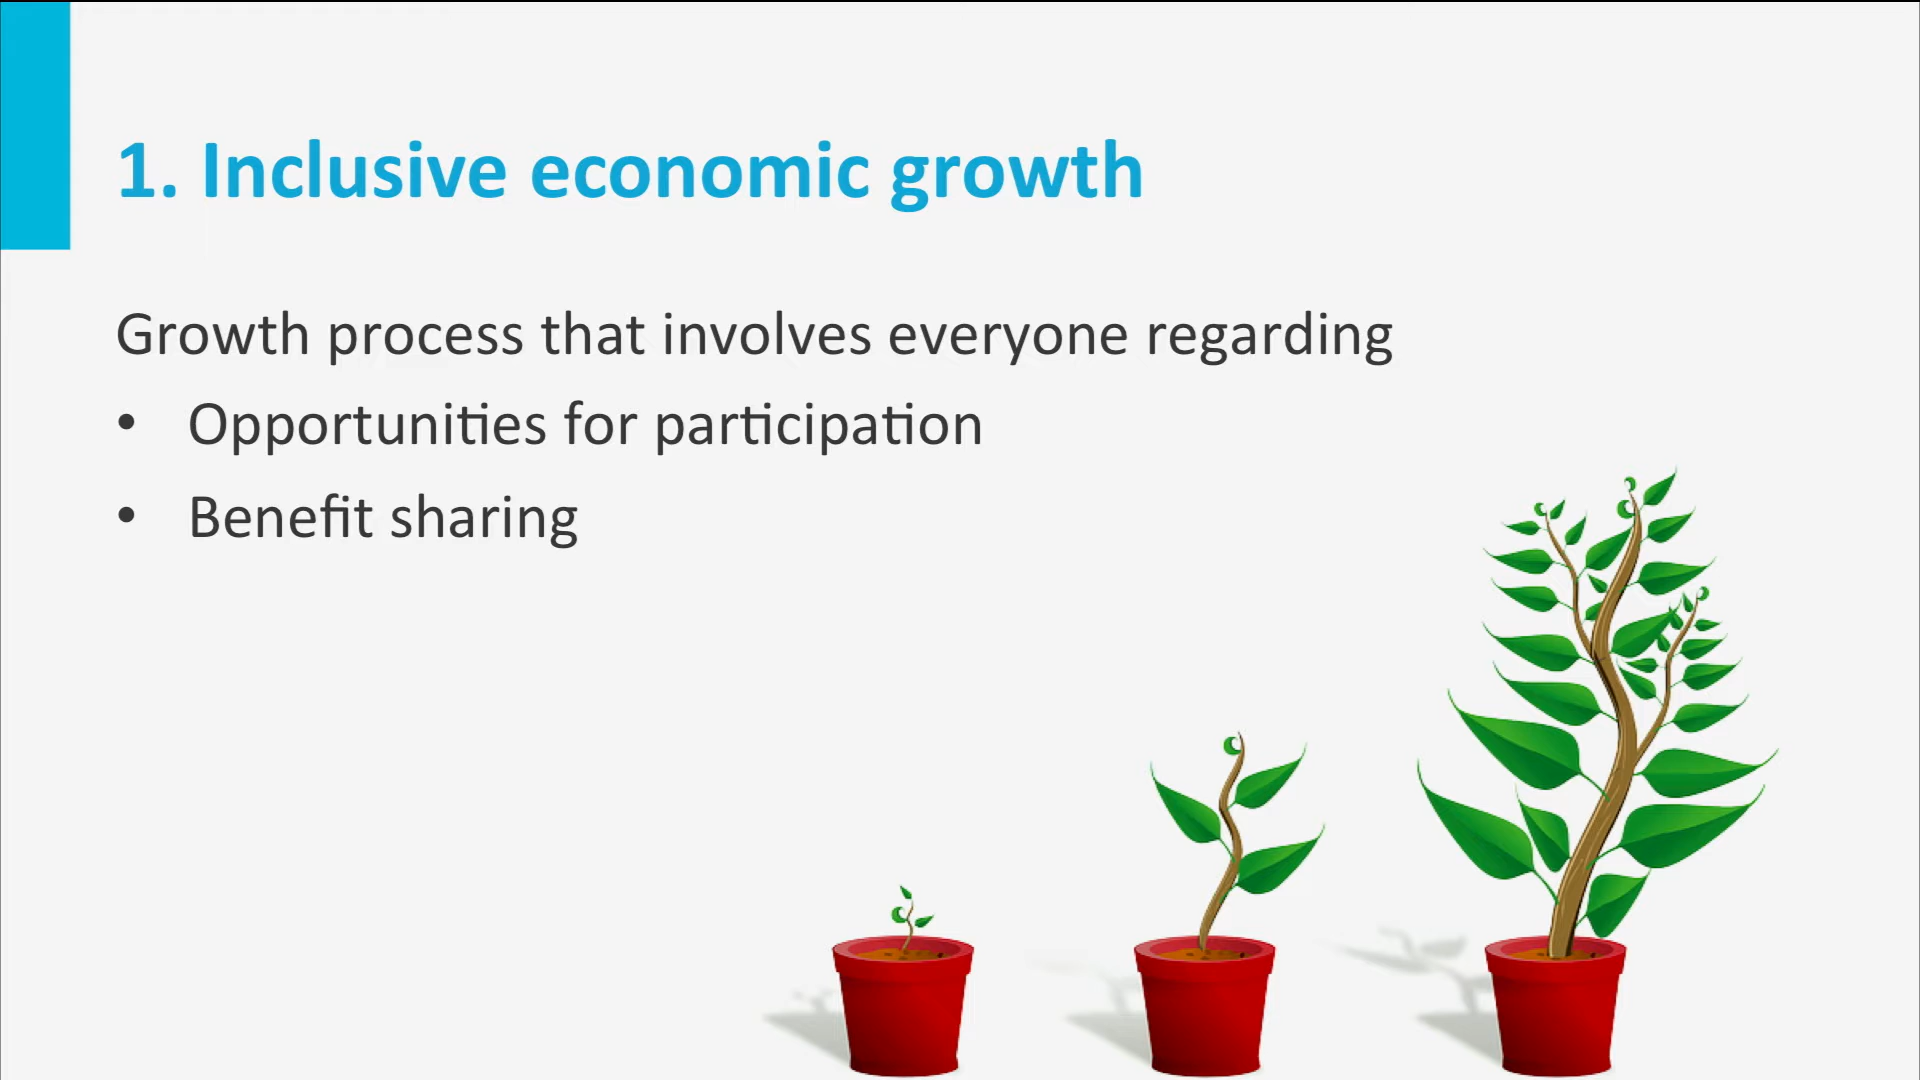 1. Inclusive economic growth
Growth process that involves everyone regarding
• Opportunities for participation
• Benefit sharing